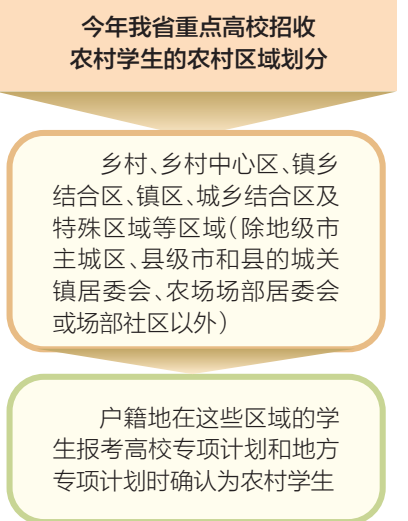 今年我省重点高校招收
农村学生的农村区域划分
乡村、乡村中心区、镇乡
结合区、镇区、城乡结合区及
特殊区域等区域(除地级市
主城区、县级市和县的城关
镇居委会、农场场部居委会
或场部社区以外)
户籍地在这些区域的学
生报考高校专项计划和地方
专项计划时确认为农村学生